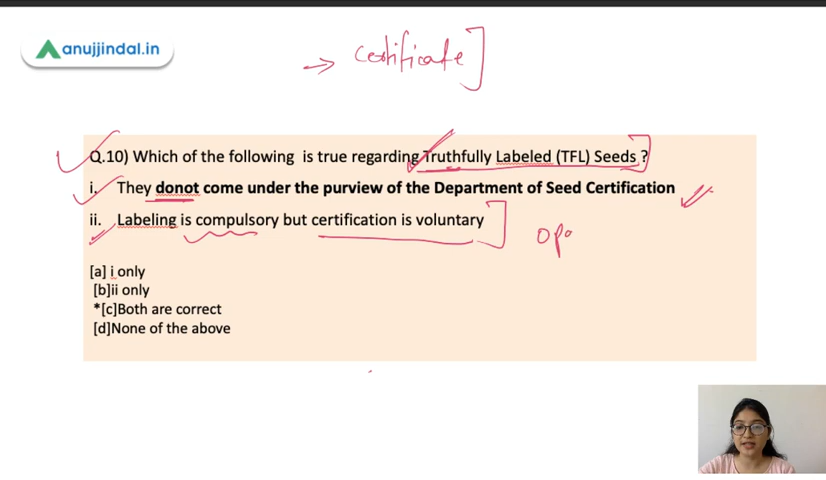 anujjindal.in
→ certificate]
Q.10) Which of the following is true regarding Truthfully Labeled (TFL) Seeds ?
i. They donot come under the purview of the Department of Seed Certification
ii. Labeling is compulsory but certification is voluntary
opo
[a] i only
[b]ii only
*[c]Both are correct
[d]None of the above